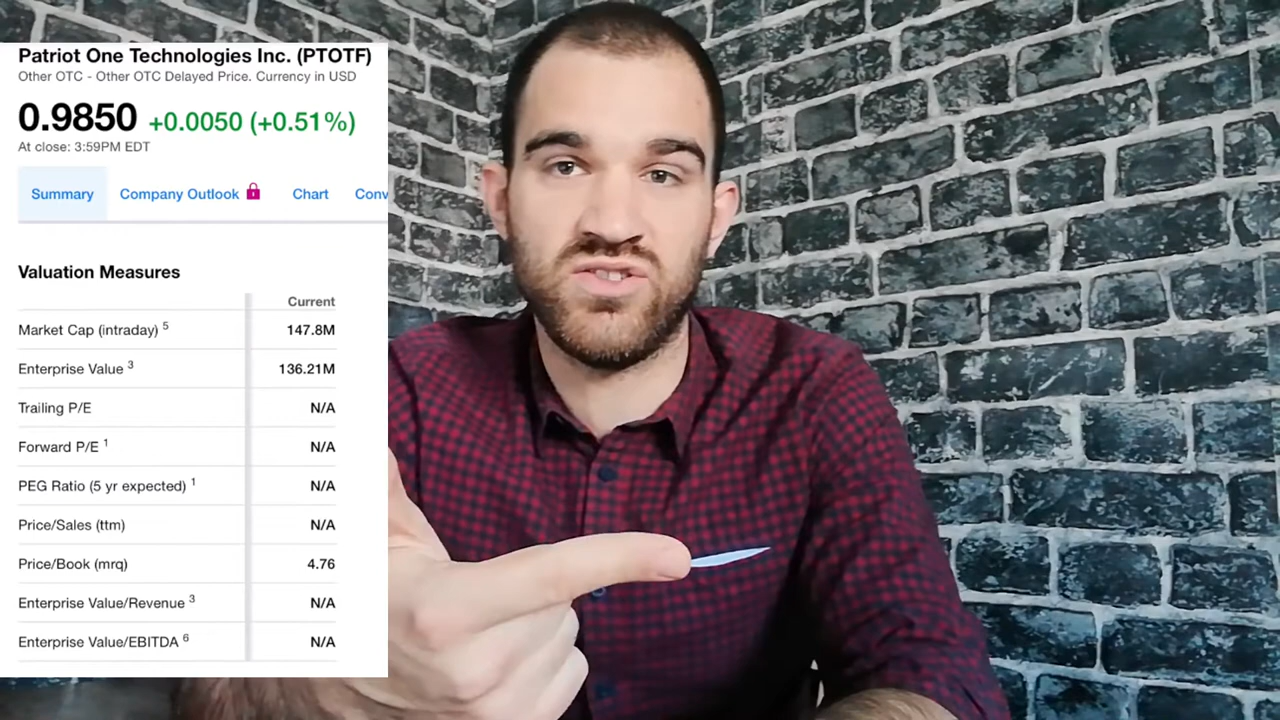 Patriot One Technologies Inc. (PTOTF)
Other OTC - Other OTC Delayed Price. Currency in USD
0.9850 +0.0050 (+0.51%)
At close: 3:59PM EDT
Summary Company Outlook Chart Conv
Valuation Measures
Current
Market Cap (intraday) 5 147.8M
Enterprise Value 3 136.21M
Trailing P/E N/A
Forward P/E 1 N/A
PEG Ratio (5 yr expected) 1 N/A
Price/Sales (ttm) N/A
Price/Book (mrq) 4.76
Enterprise Value/Revenue 3 N/A
Enterprise Value/EBITDA 6 N/A